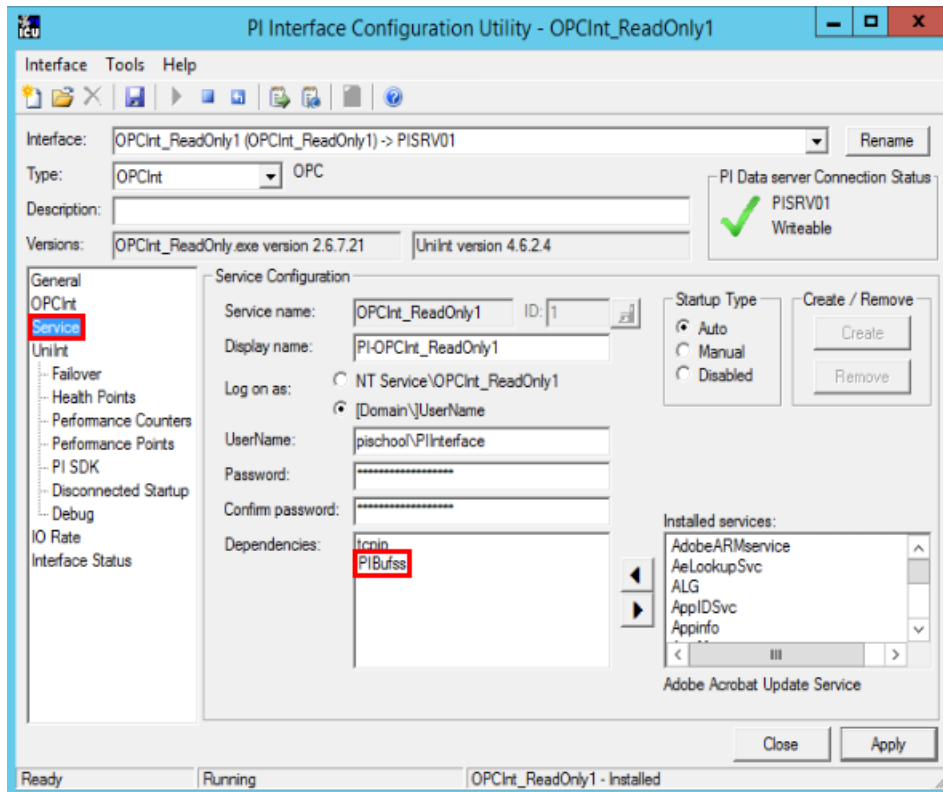 PI Interface Configuration Utility - OPCInt_ReadOnly1
Interface Tools Help
Interface: OPCInt_ReadOnly1 (OPCInt_ReadOnly1) -> PISRV01 Rename
Type: OPCInt OPC
PI Data server Connection Status
PISRV01
Writeable
Description:
Versions: OPCInt_ReadOnly.exe version 2.6.7.21 UniInt version 4.6.2.4
General
OPCInt
Service
UniInt
Failover
Health Points
Performance Counters
Performance Points
PI SDK
Disconnected Startup
Debug
IO Rate
Interface Status
Service Configuration
Service name: OPCInt_ReadOnly1 ID: 1
Display name: PI-OPCInt_ReadOnly1
Log on as: NT Service\OPCInt_ReadOnly1
[Domain\]UserName
UserName: pischool\PIInterface
Password: ********************
Confirm password: ********************
Dependencies: tcpip
PIBufss
Startup Type
Auto
Manual
Disabled
Create / Remove
Create
Remove
Installed services:
AdobeARMservice
AeLookupSvc
ALG
AppIDSvc
Appinfo
Adobe Acrobat Update Service
Close Apply
Ready Running OPCInt_ReadOnly1 - Installed